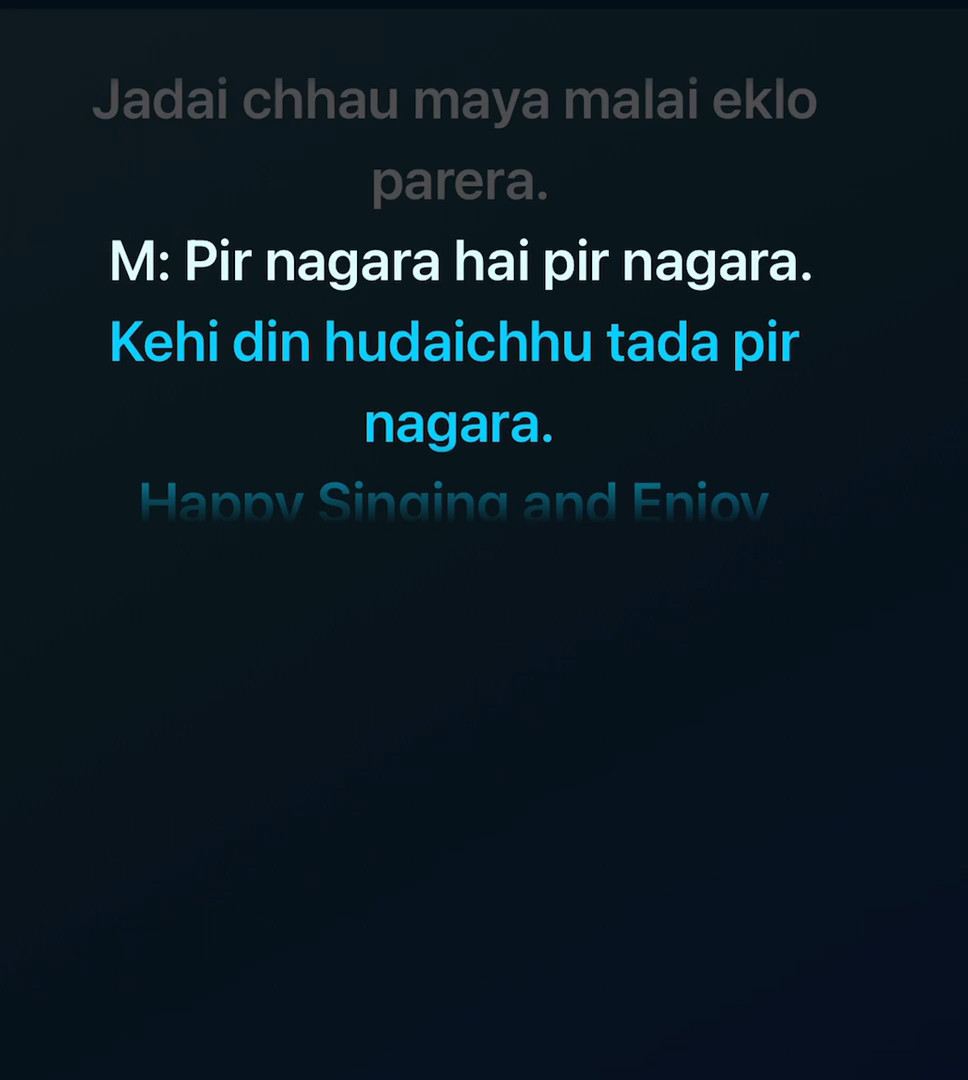 Jadai chhau maya malai eklo
parera.
M: Pir nagara hai pir nagara.
Kehi din hudaichhu tada pir
nagara.
Happy Singing and Enjoy